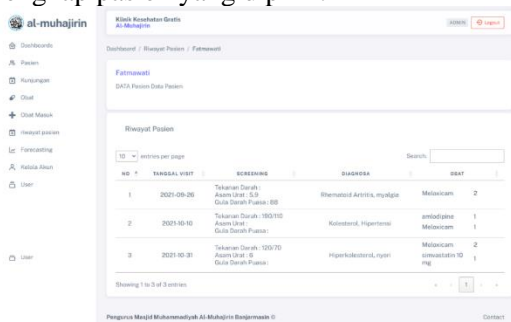 al-muhajirin
Klinik Kesehatan Gratis
Al-Muhajirin
Logout
Dashboard / Riwayat Pasien / Fatmawati
Dashboards
Pasien
Kunjungan
Obat
Obat Masuk
Riwayat pasien
Forecasting
Kelola Akun
User
User
Fatmawati
DATA Pasien Data Pasien
Riwayat Pasien
10 entries per page
Search:
NO TANGGAL VISIT SCREENING DIAGNOSA OBAT
1 2021-09-26 Tekanan Darah : Asam Urat : 5.9 Gula Darah Puasa : 88 Rhematoid Antritis, myalgia Meloxicam 2
2 2021-10-10 Tekanan Darah : 190/110 Asam Urat : Gula Darah Puasa : Kolesterol, Hipertensi amlodipine 1 Meloxicam 1
3 2021-10-31 Tekanan Darah : 120/70 Asam Urat : 6 Gula Darah Puasa : Hiperkolesterol, nyeri Meloxicam 2 simvastatin 10 mg 1
Showing 1 to 3 of 3 entries
1
Pengurus Masjid Muhammadiyah Al-Muhajirin Banjarmasin ©
Contact